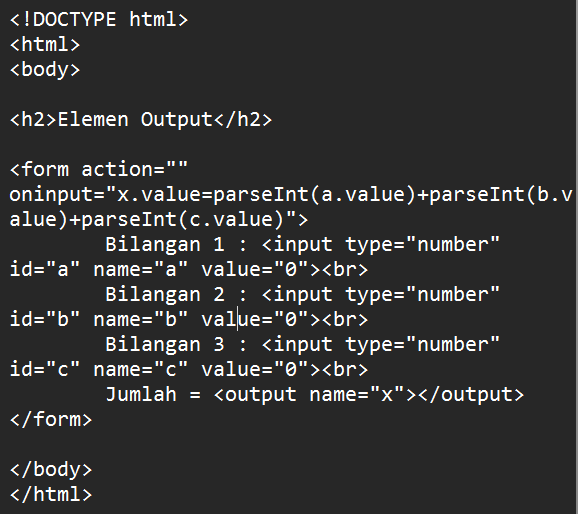 <!DOCTYPE html>
<html>
<body>
<h2>Elemen Output</h2>
<form action=""
oninput="x.value=parseInt(a.value)+parseInt(b.v
alue)+parseInt(c.value)">
Bilangan 1 : <input type="number"
id="a" name="a" value="0"><br>
Bilangan 2 : <input type="number"
id="b" name="b" value="0"><br>
Bilangan 3 : <input type="number"
id="c" name="c" value="0"><br>
Jumlah = <output name="x"></output>
</form>
</body>
</html>